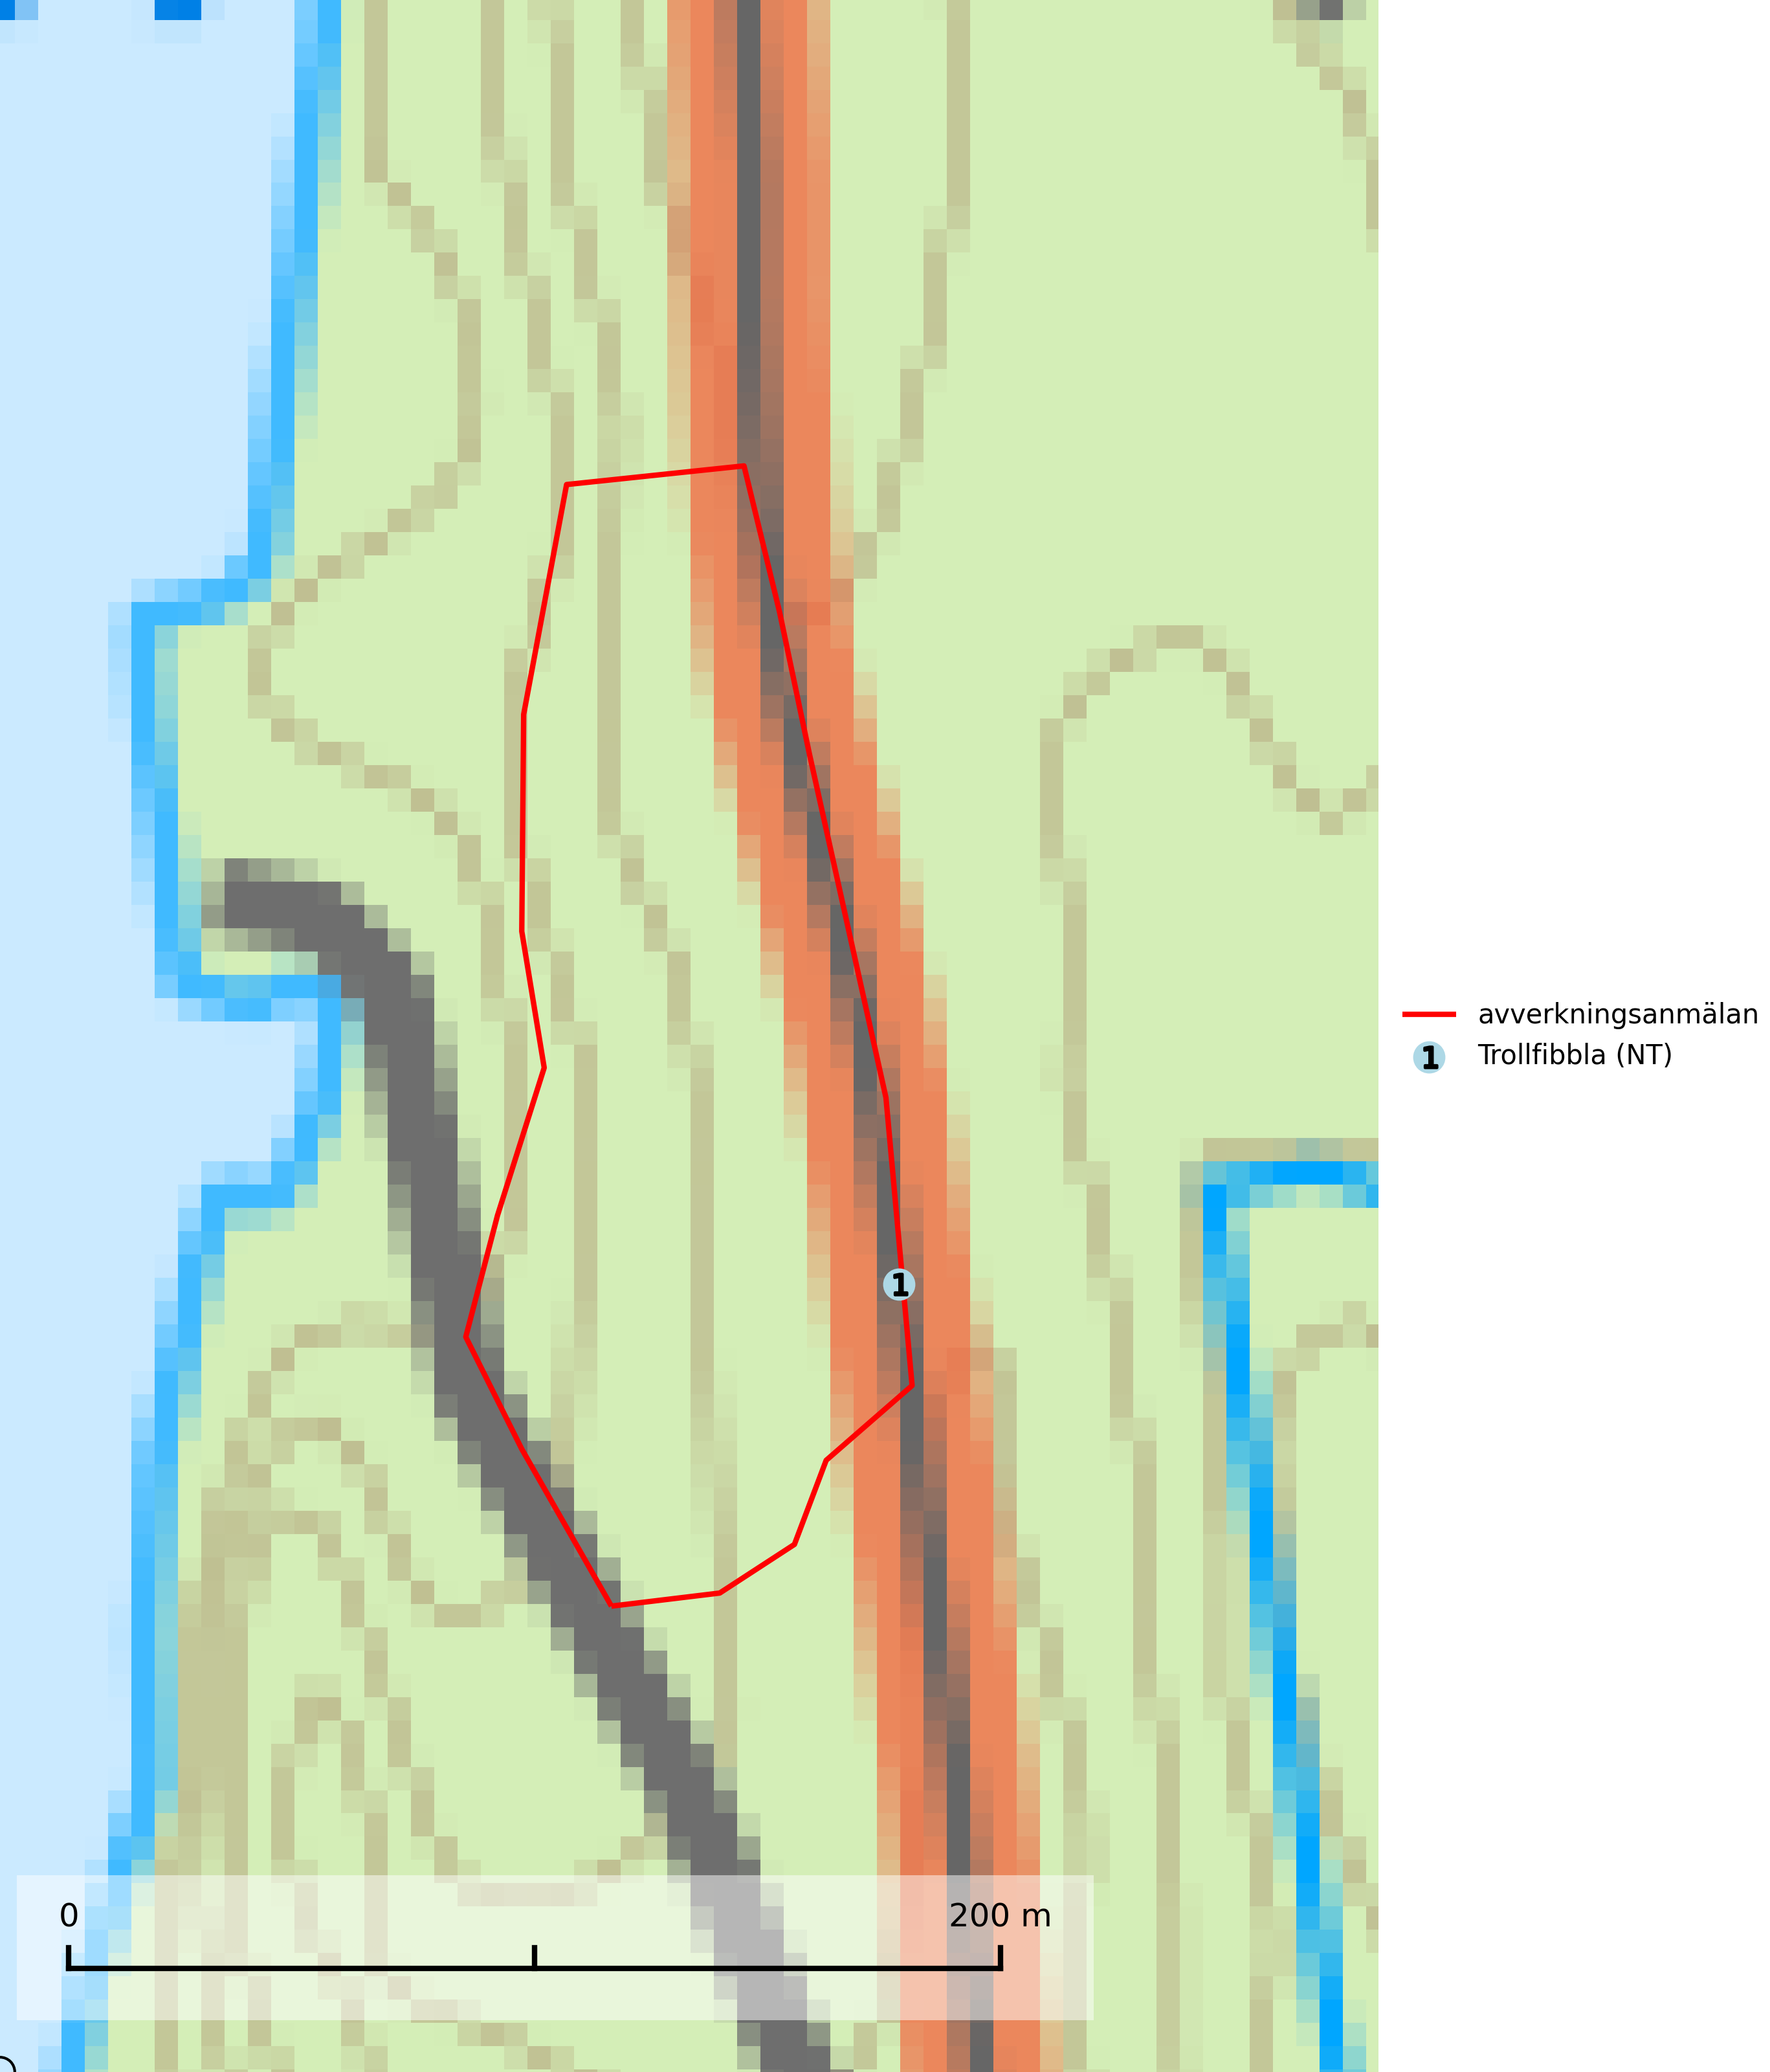 avverkningsanmälan
1 Trollfibbla (NT)
1
0 200 m